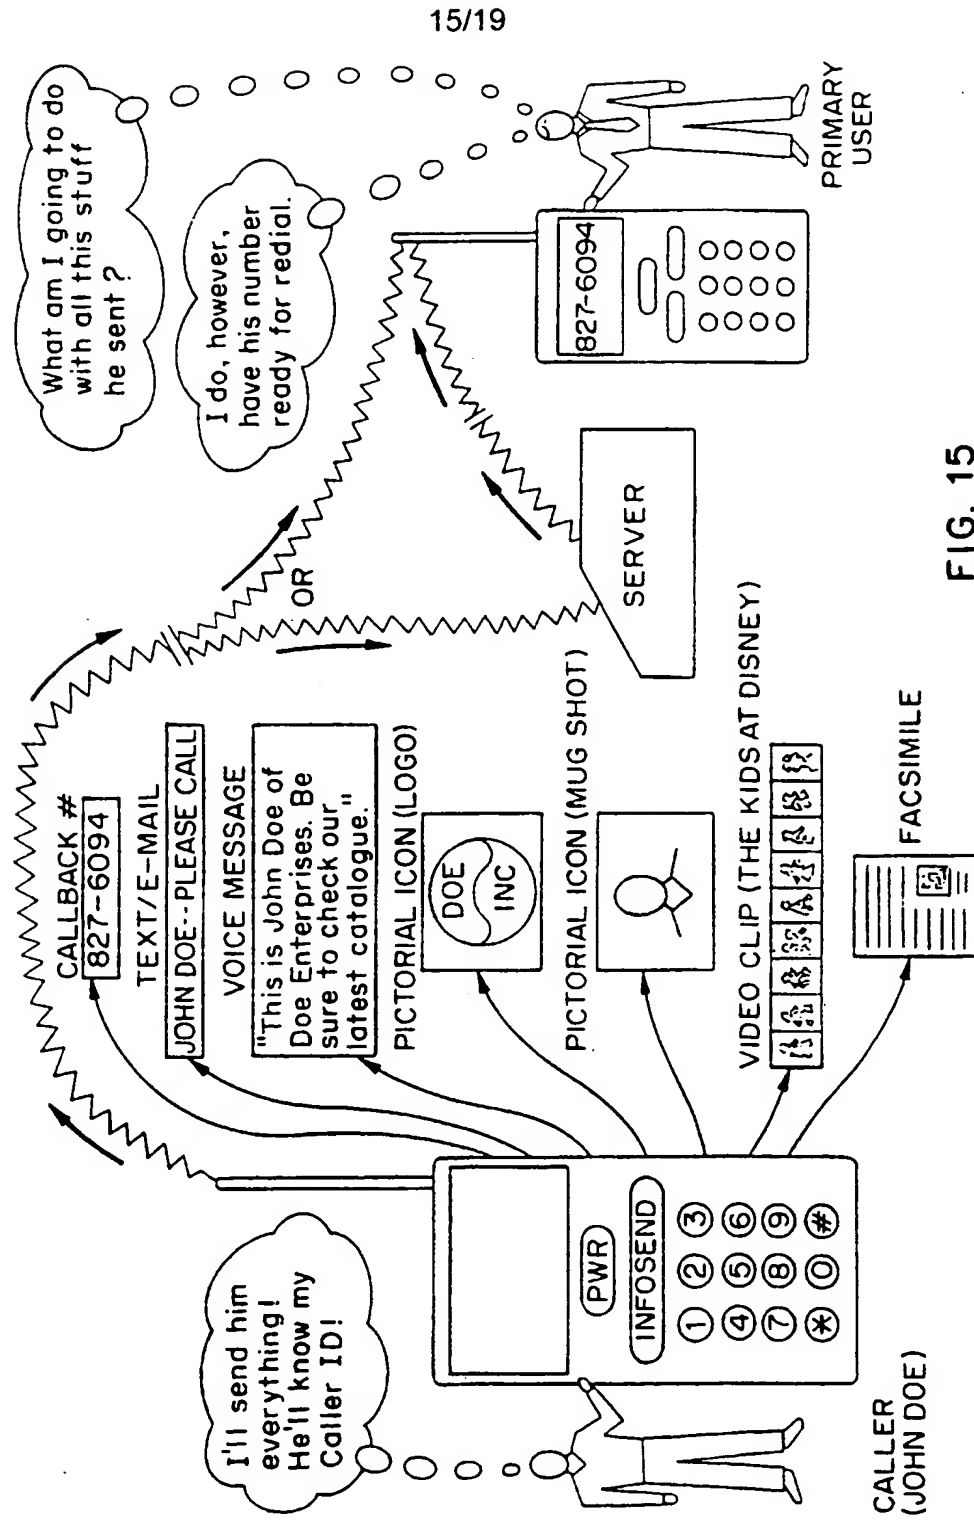 15/19
I'll send him
everything!
He'll know my
Caller ID!
CALLER
(JOHN DOE)
PWR
INFOSEND
1 2 3
4 5 6
7 8 9
* 0 #
CALLBACK #
827-6094
TEXT/E-MAIL
JOHN DOE--PLEASE CALL
VOICE MESSAGE
"This is John Doe of
Doe Enterprises. Be
sure to check our
latest catalogue."
PICTORIAL ICON (LOGO)
DOE
INC
PICTORIAL ICON (MUG SHOT)
VIDEO CLIP (THE KIDS AT DISNEY)
FACSIMILE
OR
SERVER
What am I going to do
with all this stuff
he sent?
I do, however,
have his number
ready for redial.
827-6094
PRIMARY
USER
FIG. 15